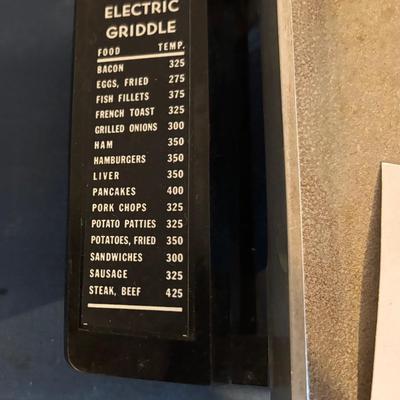 ELECTRIC
GRIDDLE
FOOD TEMP.
BACON 325
EGGS, FRIED 275
FISH FILLETS 375
FRENCH TOAST 325
GRILLED ONIONS 300
HAM 350
HAMBURGERS 350
LIVER 350
PANCAKES 400
PORK CHOPS 325
POTATO PATTIES 325
POTATOES, FRIED 350
SANDWICHES 300
SAUSAGE 325
STEAK, BEEF 425